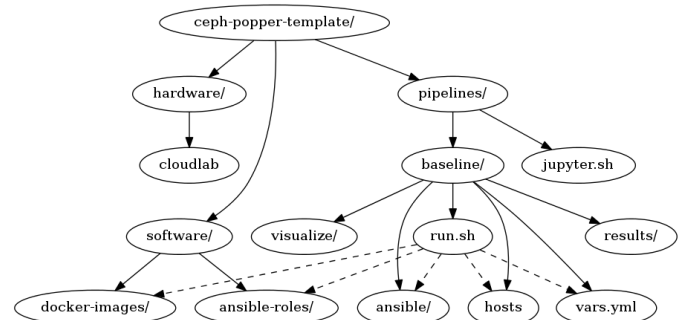 ceph-popper-template/
hardware/
pipelines/
cloudlab
baseline/
jupyter.sh
software/
visualize/
run.sh
results/
docker-images/
ansible-roles/
ansible/
hosts
vars.yml